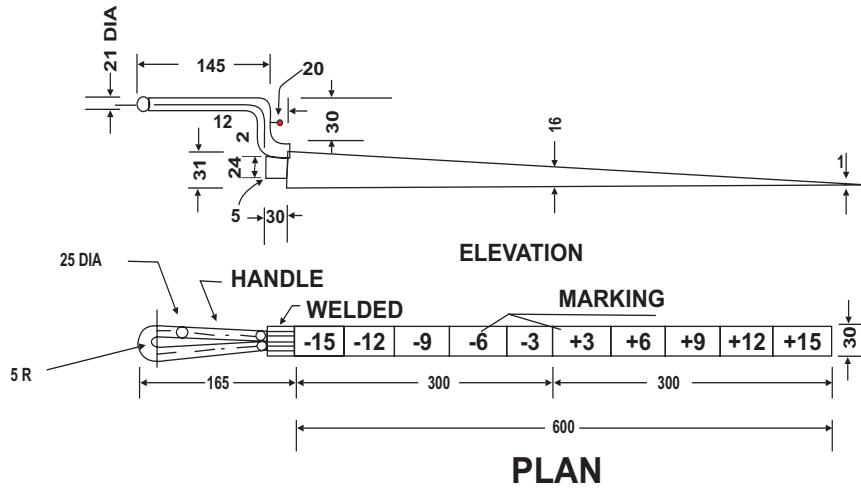 21 DIA
145
20
12
2
30
16
1
31
24
5
30
ELEVATION
25 DIA
HANDLE
WELDED
MARKING
-15 -12 -9 -6 -3 +3 +6 +9 +12 +15
30
5 R
165
300
300
600
PLAN